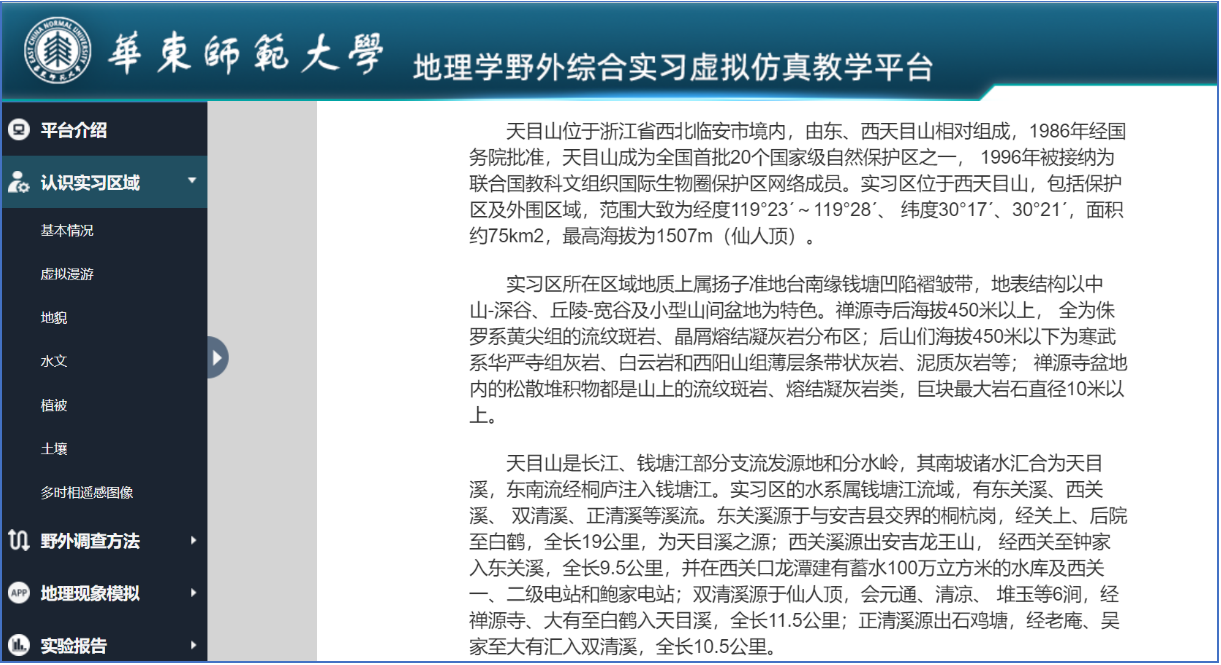 EAST CHINA NORMAL UNIVERSITY
華東師範大學
地理学野外综合实习虚拟仿真教学平台
平台介绍
认识实习区域
基本情况
虚拟漫游
地貌
水文
植被
土壤
多时相遥感图像
野外调查方法
APP
地理现象模拟
实验报告
天目山位于浙江省西北临安市境内，由东、西天目山相对组成，1986年经国
务院批准，天目山成为全国首批20个国家级自然保护区之一， 1996年被接纳为
联合国教科文组织国际生物圈保护区网络成员。实习区位于西天目山，包括保护
区及外围区域，范围大致为经度119°23´～119°28´、 纬度30°17´、30°21´，面积
约75km2，最高海拔为1507m（仙人顶）。
实习区所在区域地质上属扬子准地台南缘钱塘凹陷褶皱带，地表结构以中
山-深谷、丘陵-宽谷及小型山间盆地为特色。禅源寺后海拔450米以上， 全为侏
罗系黄尖组的流纹斑岩、晶屑熔结凝灰岩分布区；后山们海拔450米以下为寒武
系华严寺组灰岩、白云岩和西阳山组薄层条带状灰岩、泥质灰岩等； 禅源寺盆地
内的松散堆积物都是山上的流纹斑岩、熔结凝灰岩类，巨块最大岩石直径10米以
上。
天目山是长江、钱塘江部分支流发源地和分水岭，其南坡诸水汇合为天目
溪，东南流经桐庐注入钱塘江。实习区的水系属钱塘江流域，有东关溪、西关
溪、 双清溪、正清溪等溪流。东关溪源于与安吉县交界的桐杭岗，经关上、后院
至白鹤，全长19公里，为天目溪之源；西关溪源出安吉龙王山， 经西关至钟家
入东关溪，全长9.5公里，并在西关口龙潭建有蓄水100万立方米的水库及西关
一、二级电站和鲍家电站；双清溪源于仙人顶，会元通、清凉、 堆玉等6涧，经
禅源寺、大有至白鹤入天目溪，全长11.5公里；正清溪源出石鸡塘，经老庵、吴
家至大有汇入双清溪，全长10.5公里。